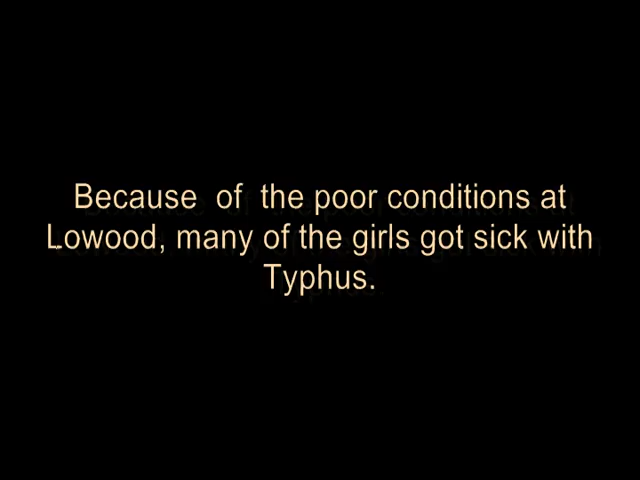 Because of the poor conditions at
Lowood, many of the girls got sick with
Typhus.